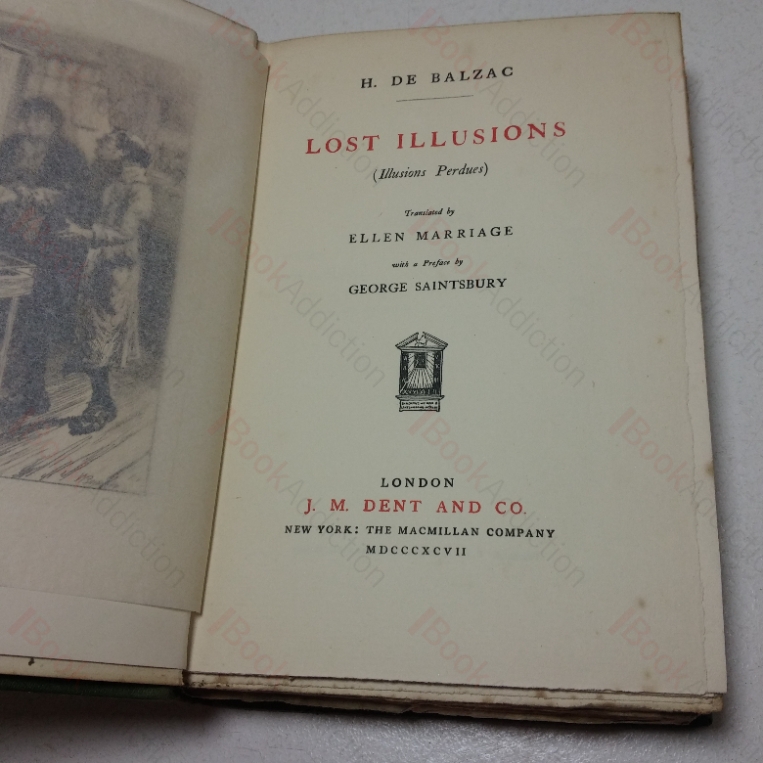 H. DE BALZAC
LOST ILLUSIONS
(Illusions Perdues)
Translated by
ELLEN MARRIAGE
with a Preface by
GEORGE SAINTSBURY
LONDON
J. M. DENT AND CO.
NEW YORK: THE MACMILLAN COMPANY
MDCCCXCVII
BookAddiction